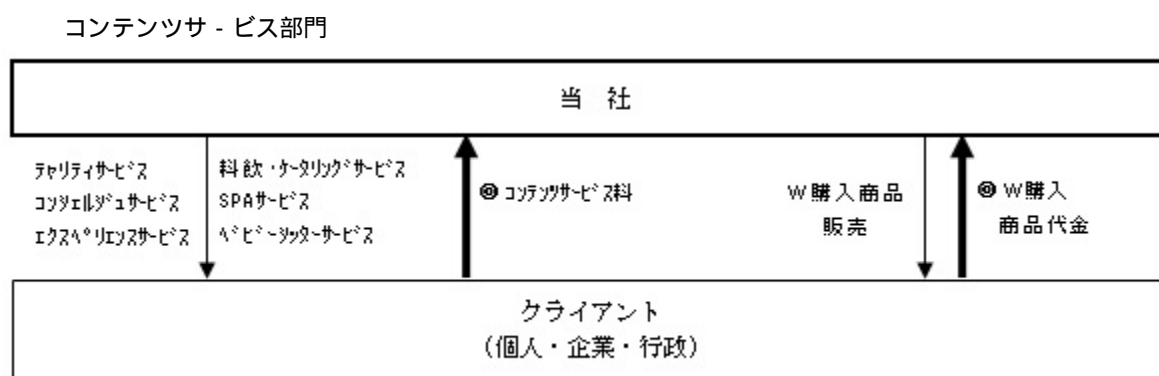 コンテンツサ - ビス部門
当 社
ﾁｬﾘﾃｨｻｰﾋﾞｽ
ｺﾝｼｪﾙｼﾞｭｻｰﾋﾞｽ
ｴｸｽﾍﾟﾘｴﾝｽｻｰﾋﾞｽ
料飲・ｹｰﾀﾘﾝｸﾞｻｰﾋﾞｽ
SPAｻｰﾋﾞｽ
ﾍﾞﾋﾞｰｼｯﾀｰｻｰﾋﾞｽ
◎ ｺﾝﾃﾝﾂｻｰﾋﾞｽ料
W購入商品
販売
◎ W購入
商品代金
クライアント
（個人・企業・行政）